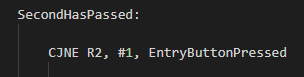 SecondHasPassed:
CJNE R2, #1, EntryButtonPressed